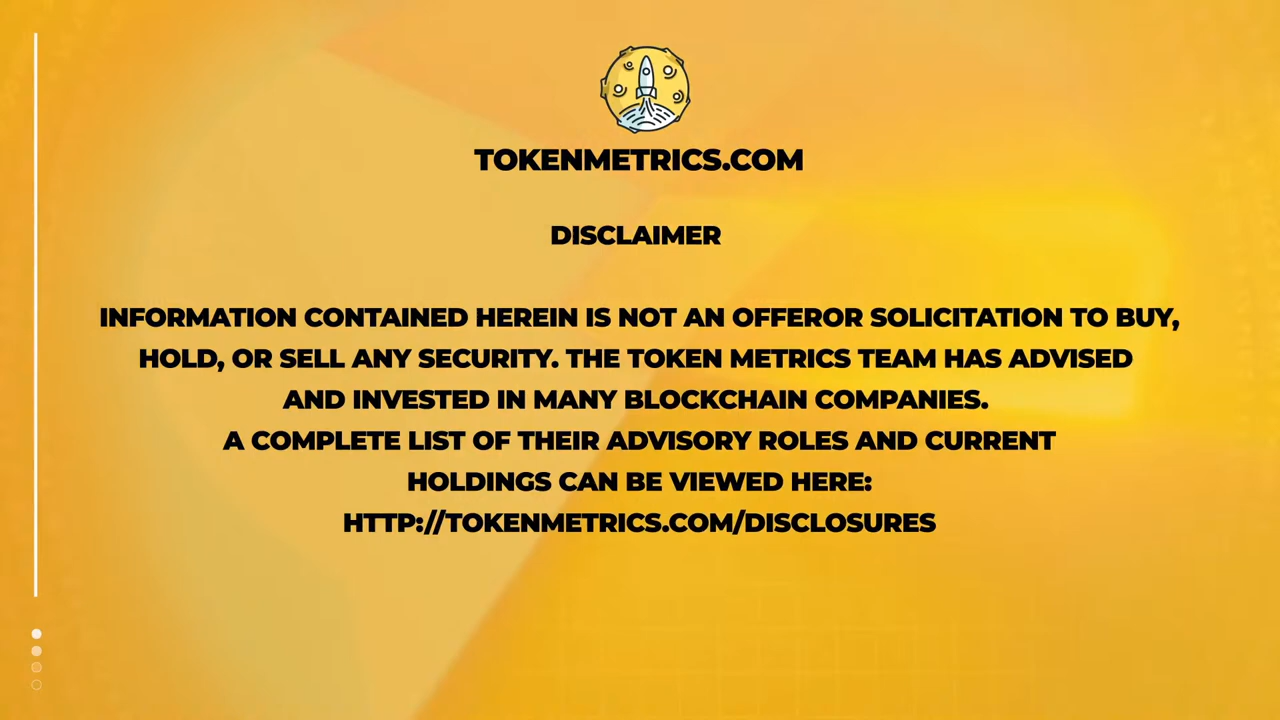 TOKENMETRICS.COM
DISCLAIMER
INFORMATION CONTAINED HEREIN IS NOT AN OFFEROR SOLICITATION TO BUY,
HOLD, OR SELL ANY SECURITY. THE TOKEN METRICS TEAM HAS ADVISED
AND INVESTED IN MANY BLOCKCHAIN COMPANIES.
A COMPLETE LIST OF THEIR ADVISORY ROLES AND CURRENT
HOLDINGS CAN BE VIEWED HERE:
HTTP://TOKENMETRICS.COM/DISCLOSURES